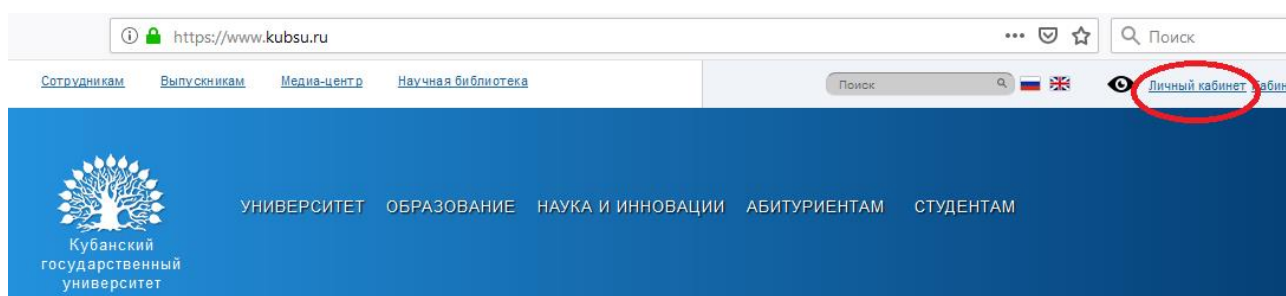 https://www.kubsu.ru
Поиск
Сотрудникам Выпускникам Медиа-центр Научная библиотека
Поиск
Личный кабинет
УНИВЕРСИТЕТ ОБРАЗОВАНИЕ НАУКА И ИННОВАЦИИ АБИТУРИЕНТАМ СТУДЕНТАМ
Кубанский
государственный
университет